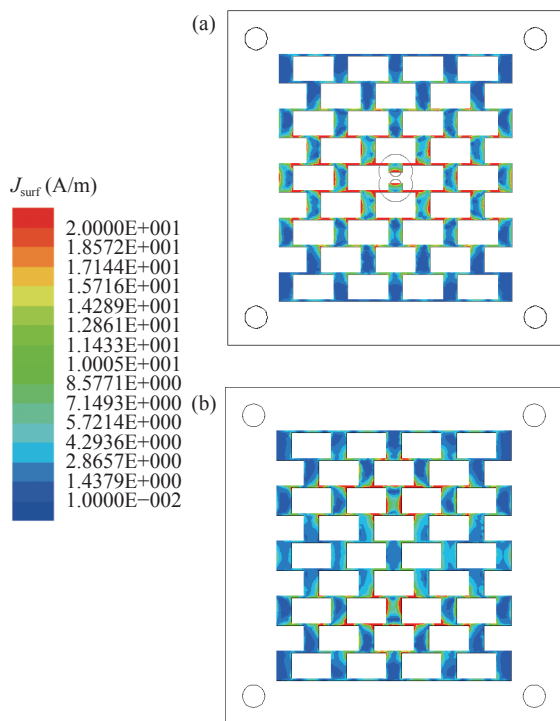 (a)
J_surf (A/m)
2.0000E+001
1.8572E+001
1.7144E+001
1.5716E+001
1.4289E+001
1.2861E+001
1.1433E+001
1.0005E+001
8.5771E+000
7.1493E+000
5.7214E+000
4.2936E+000
2.8657E+000
1.4379E+000
1.0000E−002
(b)